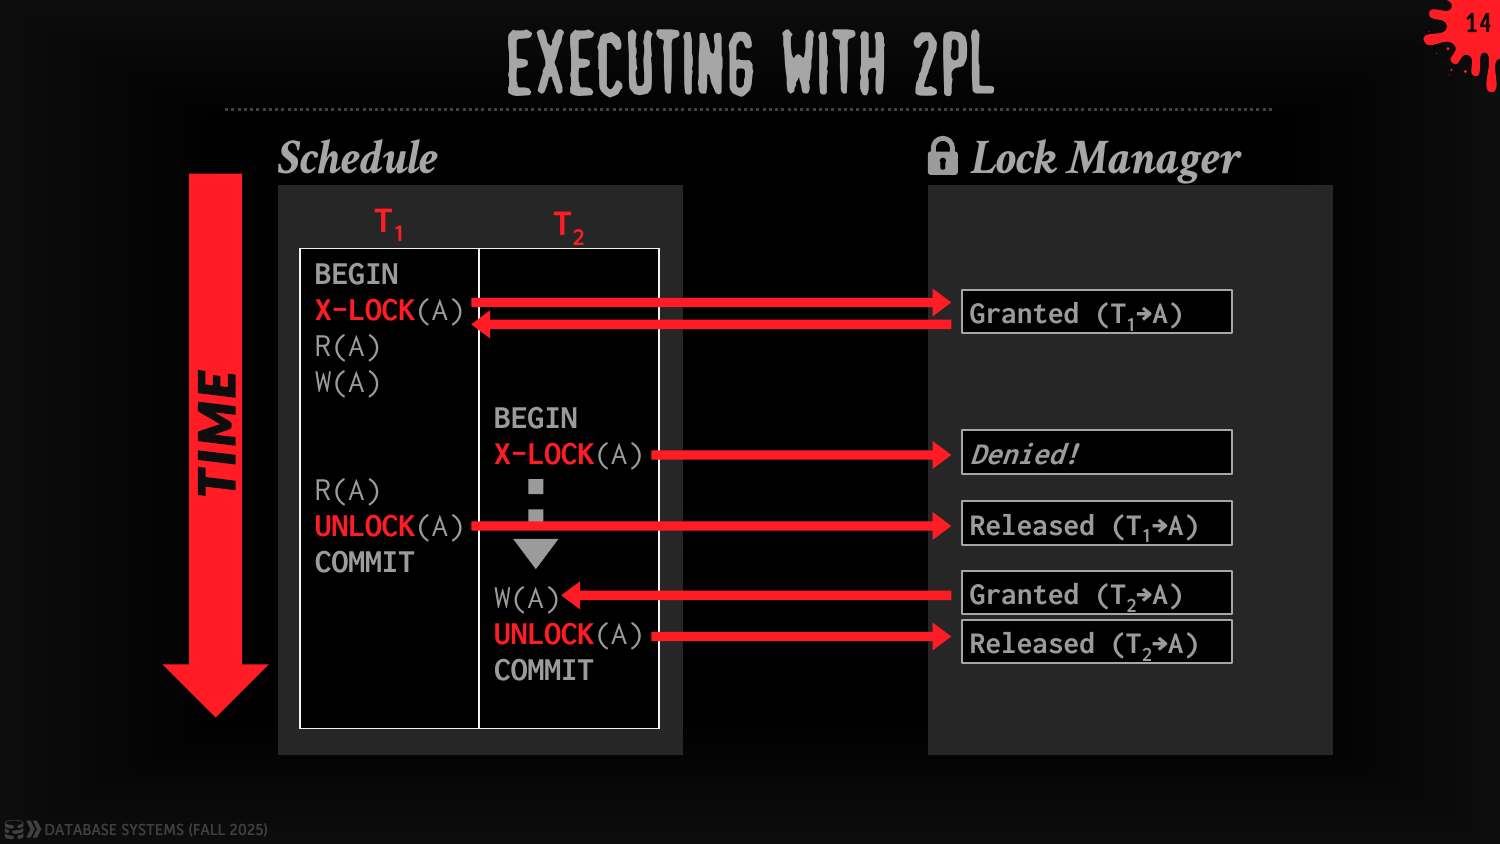 14
EXECUTING WITH 2PL
Schedule
Lock Manager
TIME
T1
T2
BEGIN
X-LOCK(A)
R(A)
W(A)
R(A)
UNLOCK(A)
COMMIT
BEGIN
X-LOCK(A)
W(A)
UNLOCK(A)
COMMIT
Granted (T1→A)
Denied!
Released (T1→A)
Granted (T2→A)
Released (T2→A)
DATABASE SYSTEMS (FALL 2025)